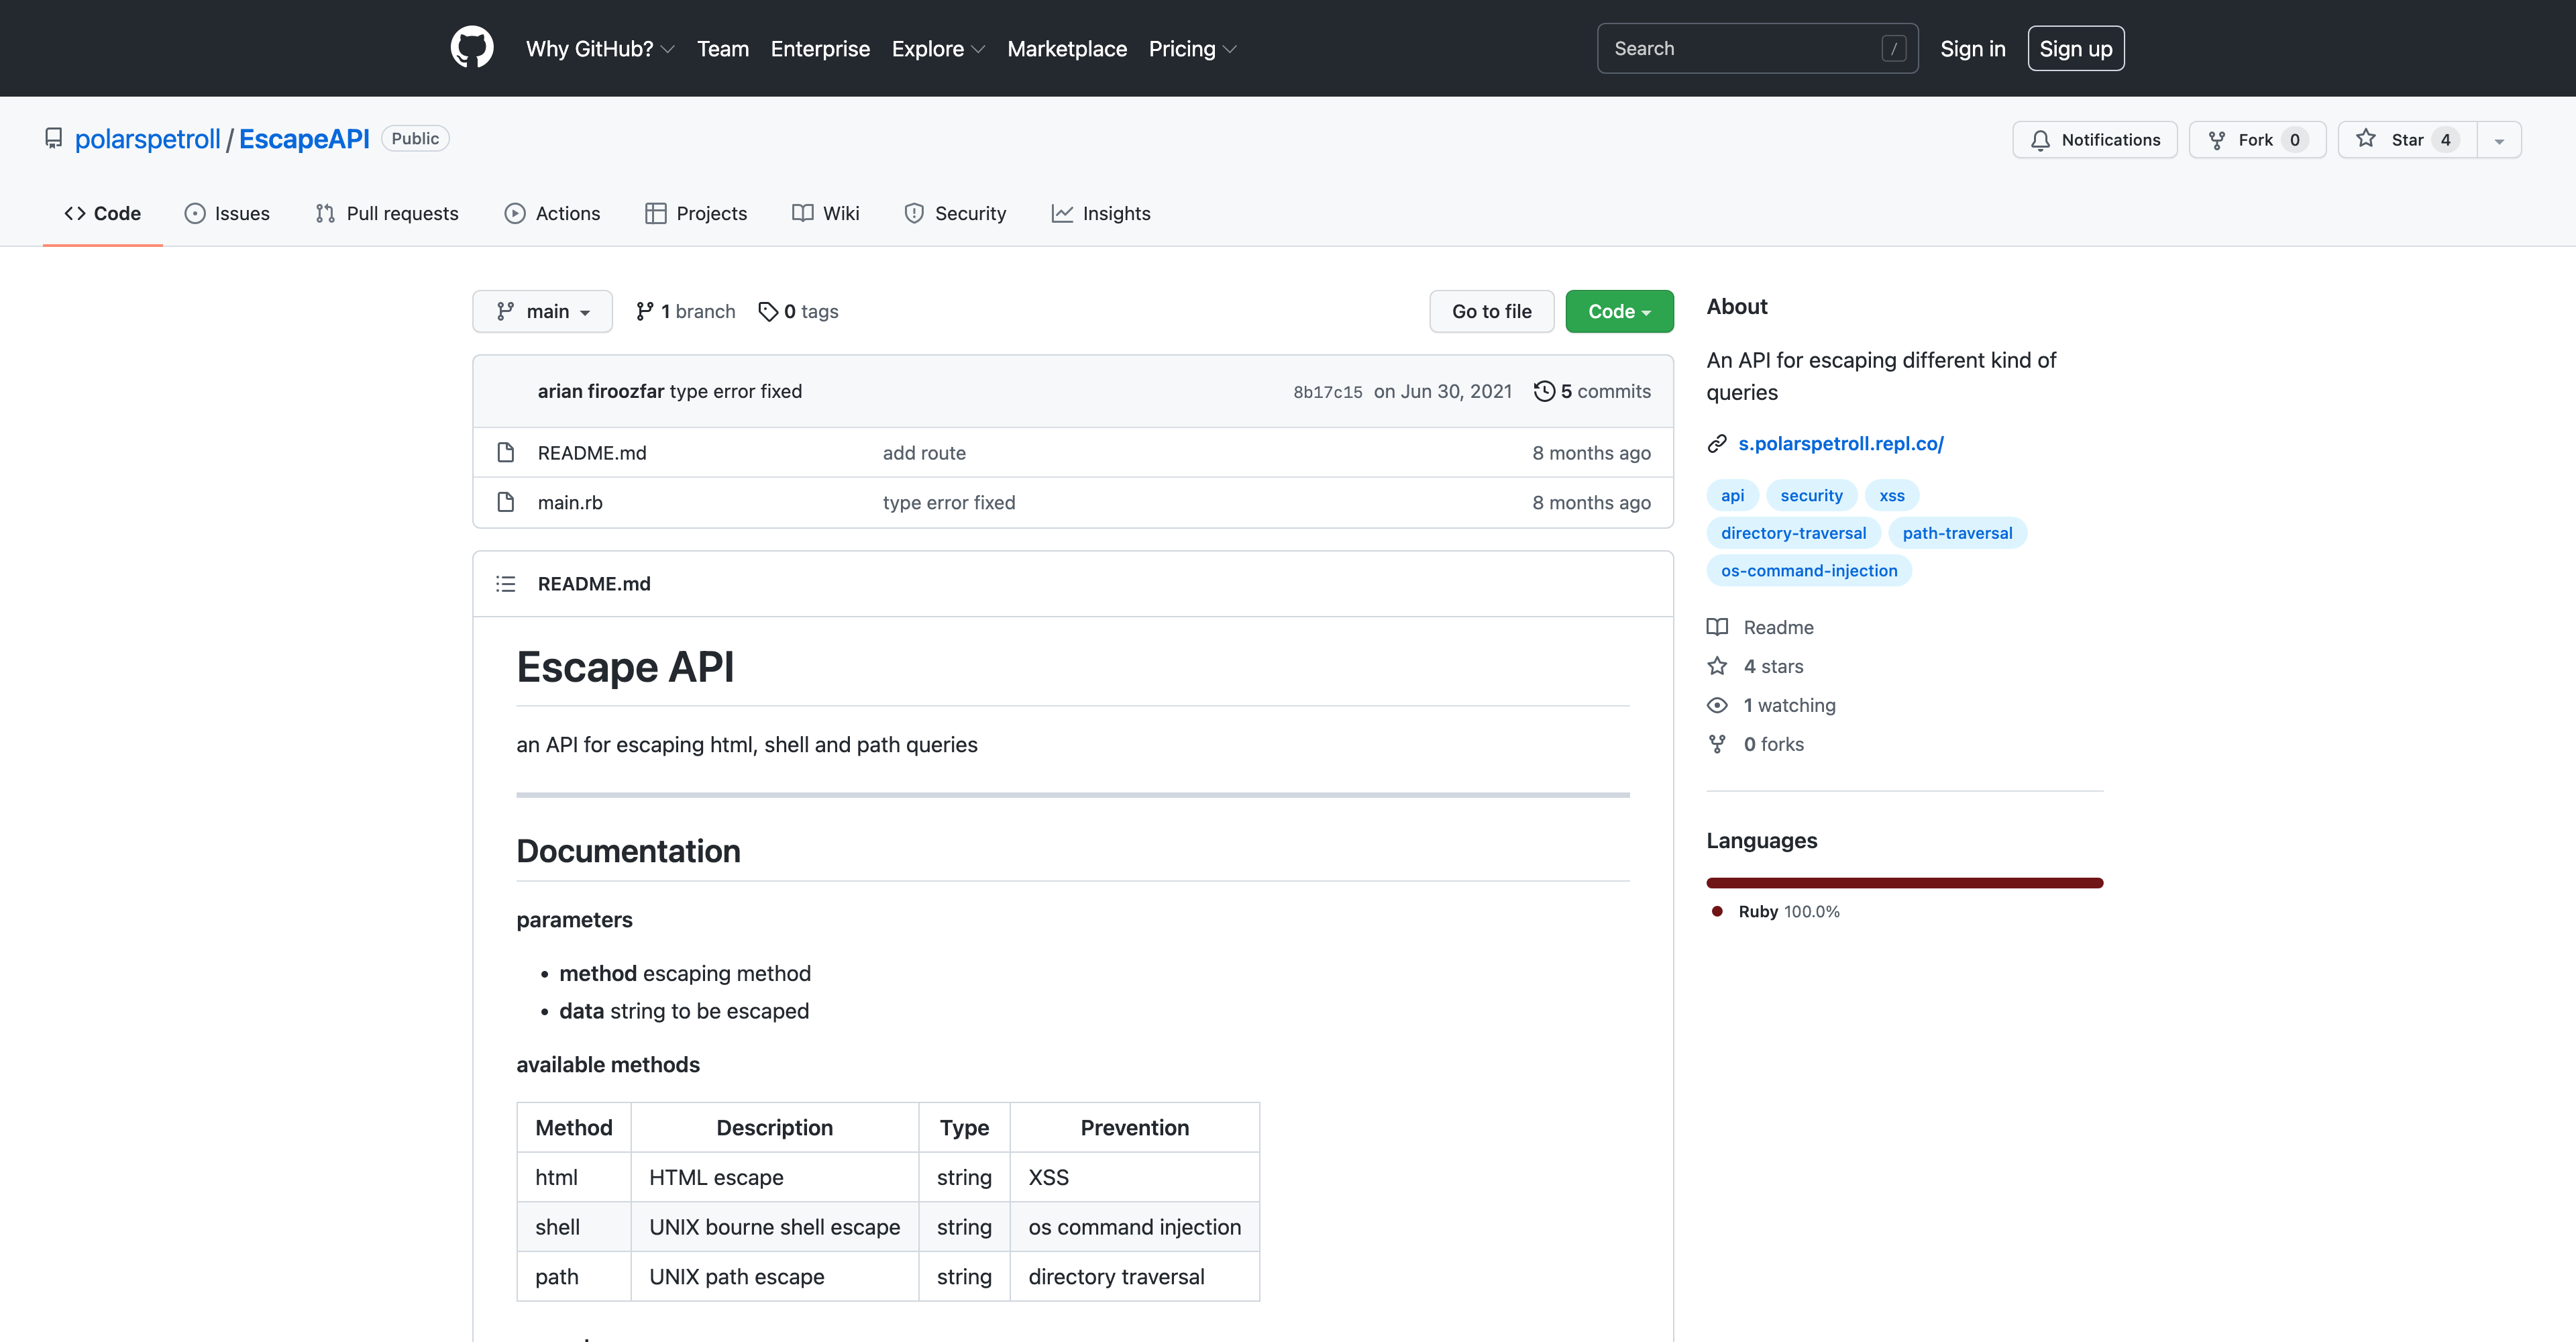 Why GitHub? Team Enterprise Explore Marketplace Pricing Search / Sign in Sign up
polarspetroll / EscapeAPI Public Notifications Fork 0 Star 4
Code Issues Pull requests Actions Projects Wiki Security Insights
main 1 branch 0 tags Go to file Code
arian firoozfar type error fixed 8b17c15 on Jun 30, 2021 5 commits
README.md add route 8 months ago
main.rb type error fixed 8 months ago
README.md
Escape API
an API for escaping html, shell and path queries
Documentation
parameters
• method escaping method
• data string to be escaped
available methods
Method Description Type Prevention
html HTML escape string XSS
shell UNIX bourne shell escape string os command injection
path UNIX path escape string directory traversal
About
An API for escaping different kind of
queries
s.polarspetroll.repl.co/
api security xss
directory-traversal path-traversal
os-command-injection
Readme
4 stars
1 watching
0 forks
Languages
Ruby 100.0%